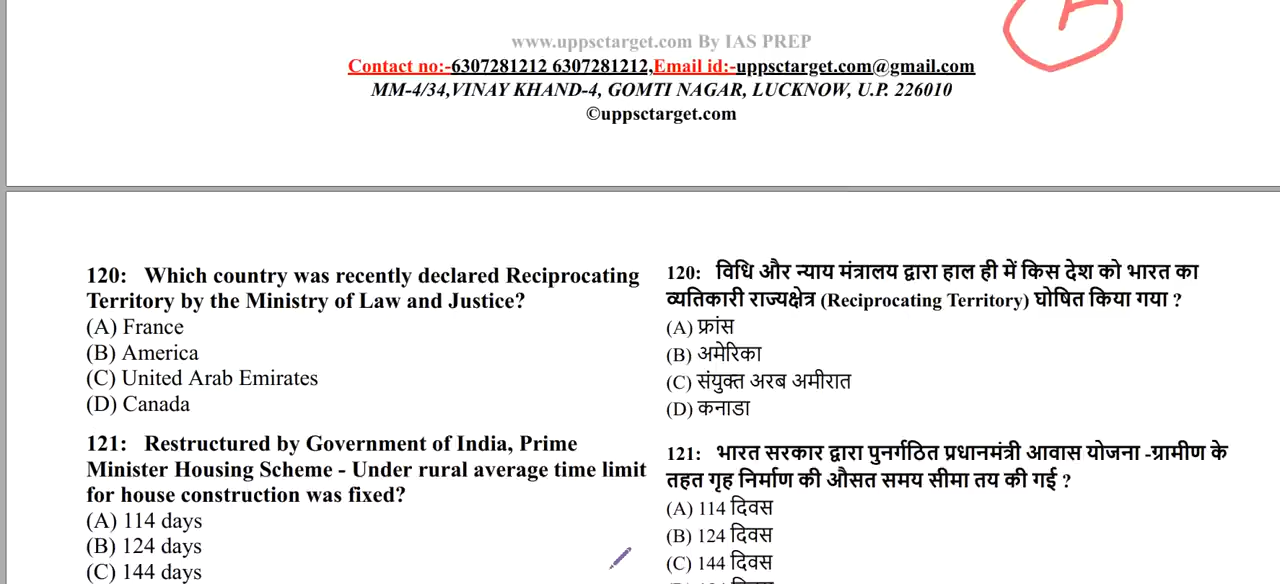 www.uppsctarget.com By IAS PREP
Contact no:-6307281212 6307281212,Email id:-uppsctarget.com@gmail.com
MM-4/34,VINAY KHAND-4, GOMTI NAGAR, LUCKNOW, U.P. 226010
©uppsctarget.com
120: Which country was recently declared Reciprocating
Territory by the Ministry of Law and Justice?
(A) France
(B) America
(C) United Arab Emirates
(D) Canada
121: Restructured by Government of India, Prime
Minister Housing Scheme - Under rural average time limit
for house construction was fixed?
(A) 114 days
(B) 124 days
(C) 144 days
120: विधि और न्याय मंत्रालय द्वारा हाल ही में किस देश को भारत का
व्यतिकारी राज्यक्षेत्र (Reciprocating Territory) घोषित किया गया ?
(A) फ्रांस
(B) अमेरिका
(C) संयुक्त अरब अमीरात
(D) कनाडा
121: भारत सरकार द्वारा पुनर्गठित प्रधानमंत्री आवास योजना -ग्रामीण के
तहत गृह निर्माण की औसत समय सीमा तय की गई ?
(A) 114 दिवस
(B) 124 दिवस
(C) 144 दिवस